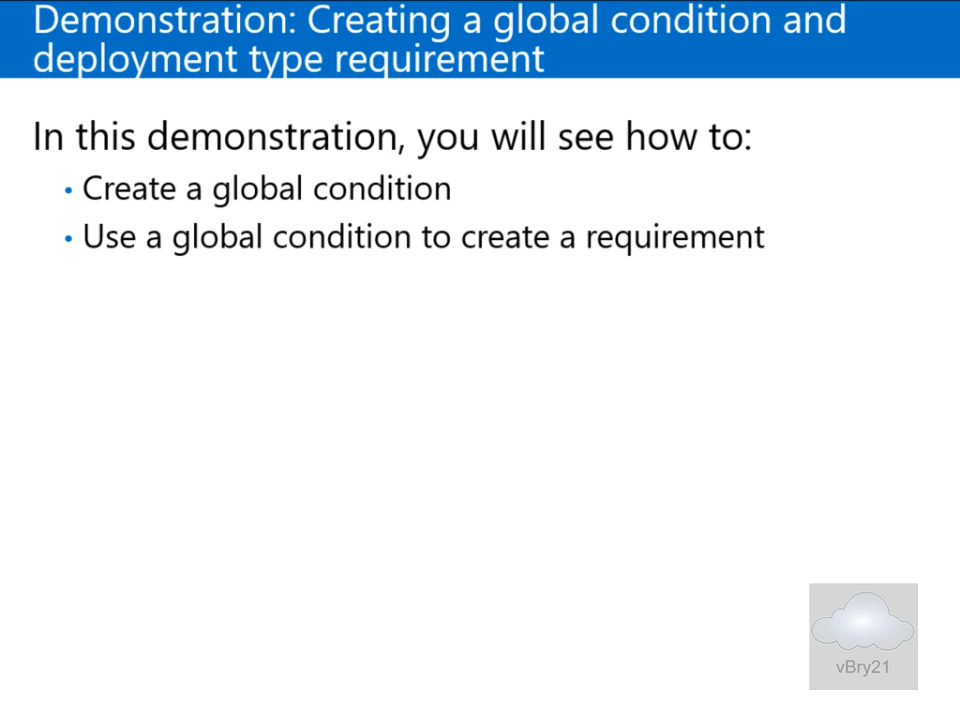 Demonstration: Creating a global condition and
deployment type requirement
In this demonstration, you will see how to:
• Create a global condition
• Use a global condition to create a requirement
vBry21